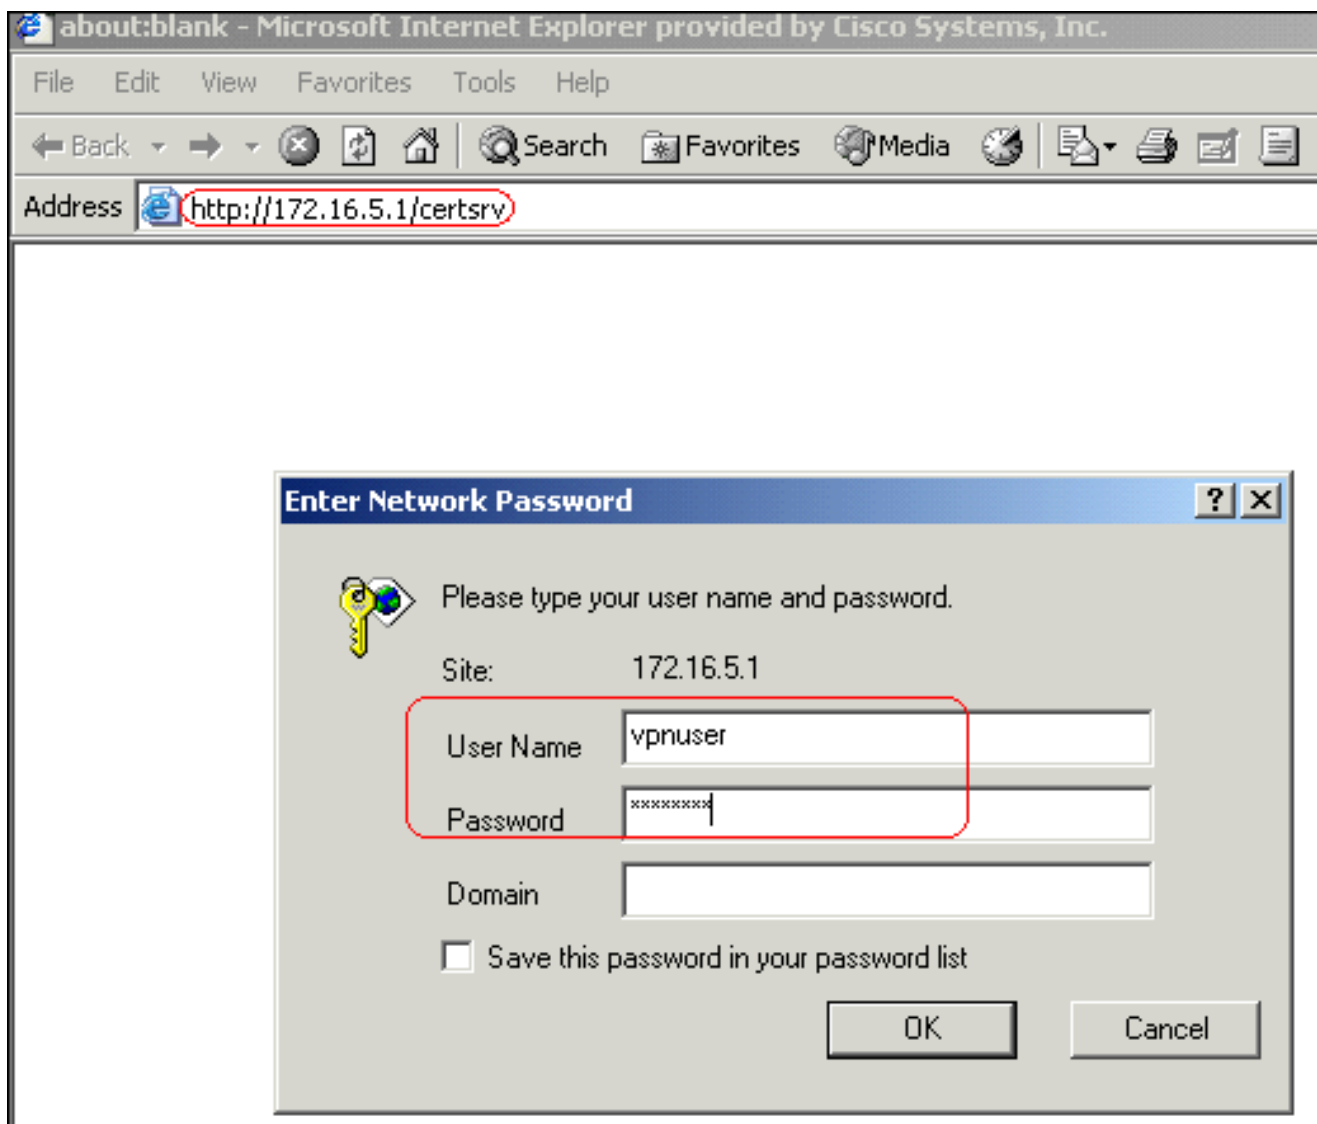 about:blank - Microsoft Internet Explorer provided by Cisco Systems, Inc.
File Edit View Favorites Tools Help
Back Search Favorites Media
Address http://172.16.5.1/certsrv
Enter Network Password
Please type your user name and password.
Site: 172.16.5.1
User Name vpnuser
Password ××××××××
Domain
Save this password in your password list
OK Cancel